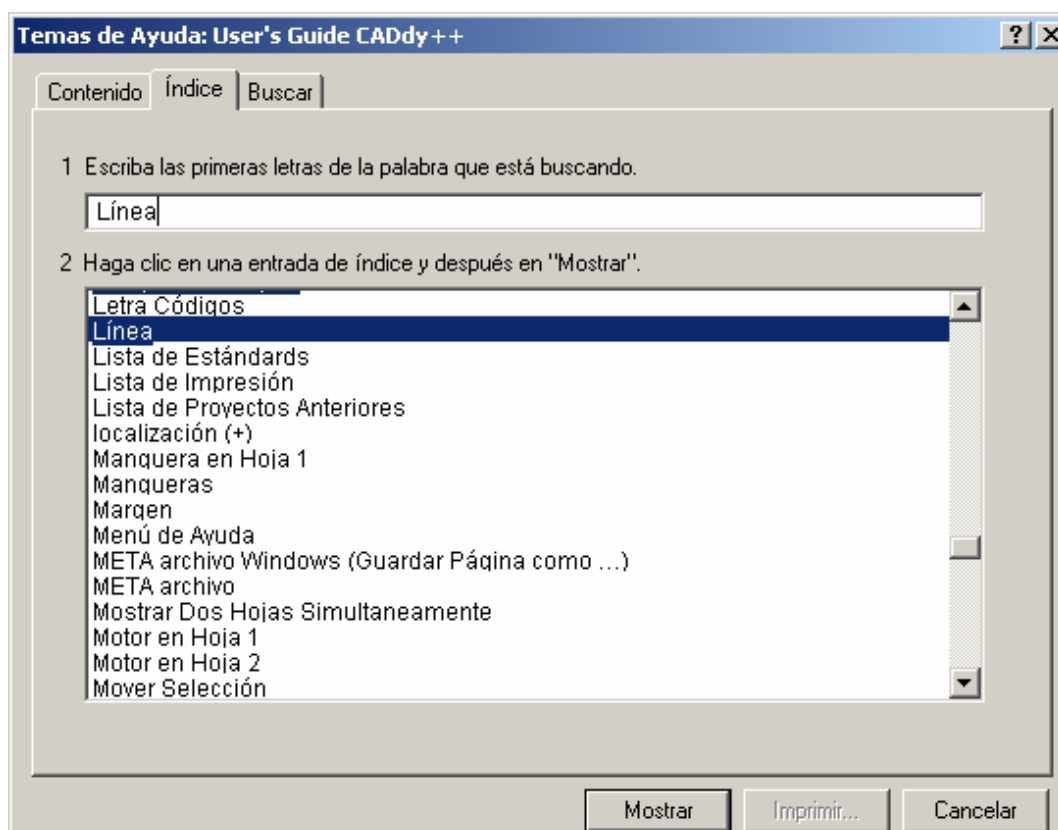 Temas de Ayuda: User's Guide CADdy++
Contenido Índice Buscar
1 Escriba las primeras letras de la palabra que está buscando.
Línea
2 Haga clic en una entrada de índice y después en "Mostrar".
Letra Códigos
Línea
Lista de Estándards
Lista de Impresión
Lista de Proyectos Anteriores
localización (+)
Manguera en Hoja 1
Mangueras
Margen
Menú de Ayuda
META archivo Windows (Guardar Página como ...)
META archivo
Mostrar Dos Hojas Simultaneamente
Motor en Hoja 1
Motor en Hoja 2
Mover Selección
Mostrar Imprimir... Cancelar